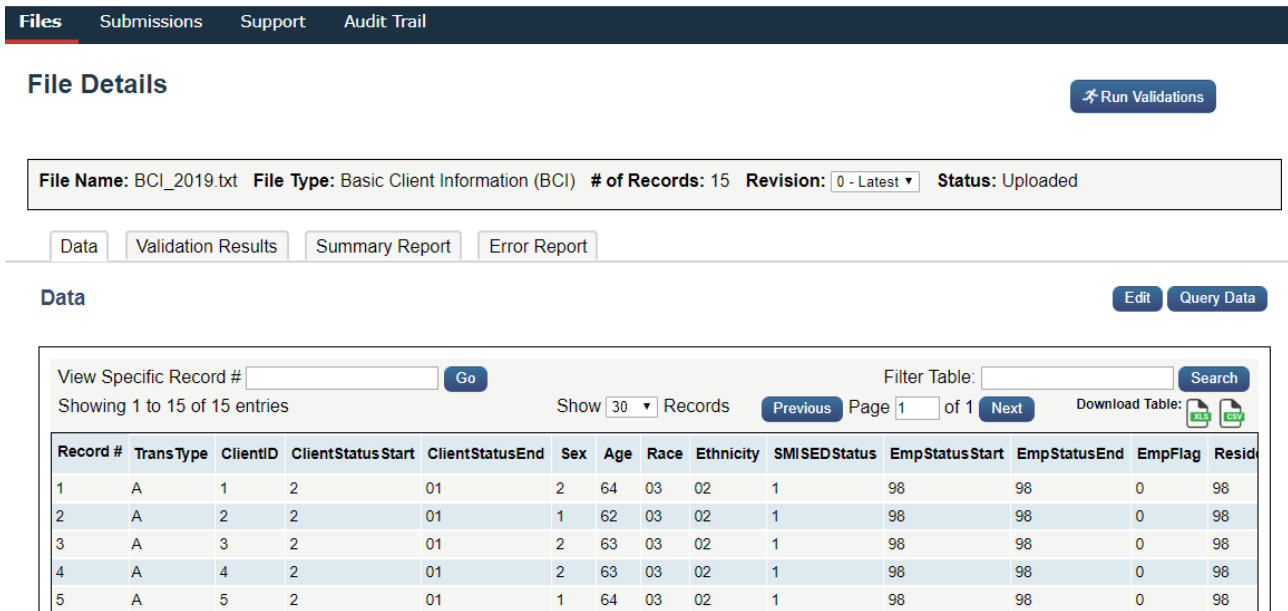 Files Submissions Support Audit Trail
File Details
Run Validations
File Name: BCI_2019.txt File Type: Basic Client Information (BCI) # of Records: 15 Revision: 0 - Latest Status: Uploaded
Data Validation Results Summary Report Error Report
Data
Edit Query Data
View Specific Record # Go Filter Table: Search
Showing 1 to 15 of 15 entries Show 30 Records Previous Page 1 of 1 Next Download Table: XLS CSV
Record # TransType ClientID ClientStatusStart ClientStatusEnd Sex Age Race Ethnicity SMISEDStatus EmpStatusStart EmpStatusEnd EmpFlag Reside
1 A 1 2 01 2 64 03 02 1 98 98 0 98
2 A 2 2 01 1 62 03 02 1 98 98 0 98
3 A 3 2 01 2 63 03 02 1 98 98 0 98
4 A 4 2 01 2 63 03 02 1 98 98 0 98
5 A 5 2 01 1 64 03 02 1 98 98 0 98